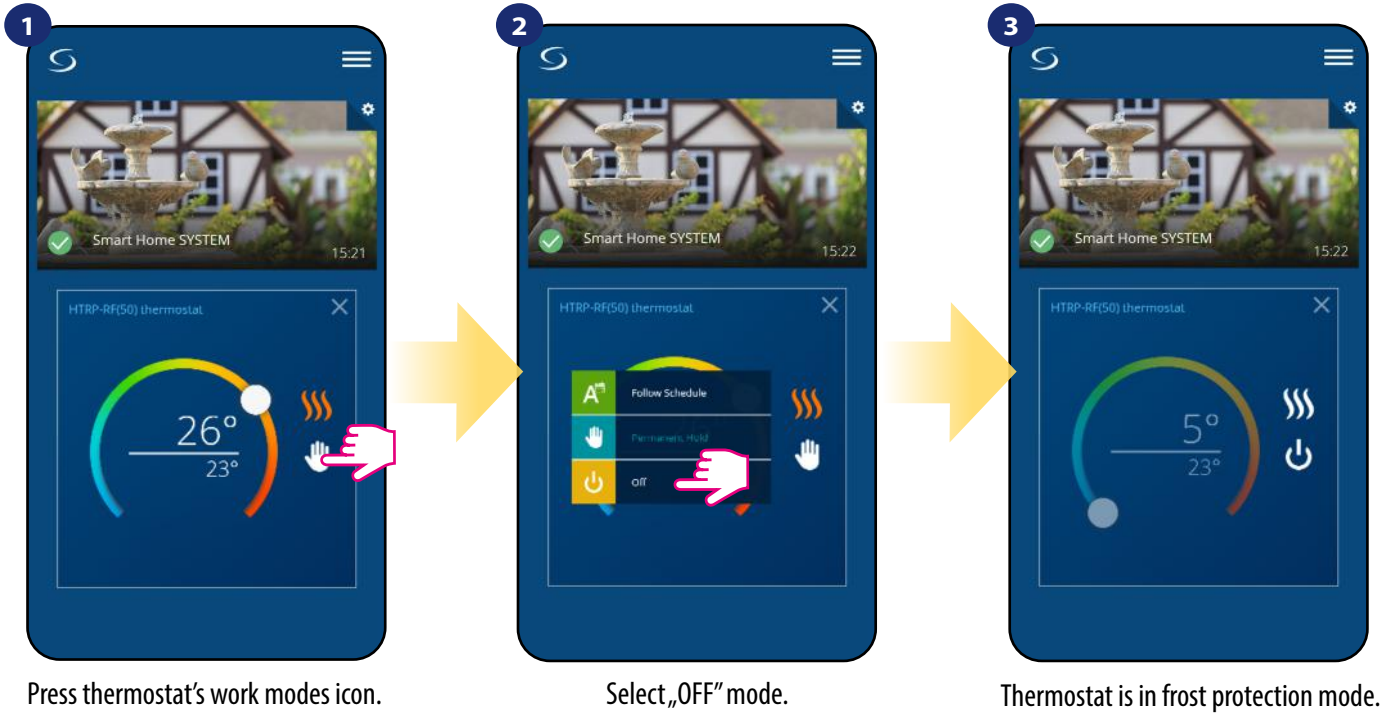 1
Smart Home SYSTEM
15:21
HTRP-RF(50) thermostat
26°
23°
Press thermostat's work modes icon.
2
Smart Home SYSTEM
15:22
HTRP-RF(50) thermostat
A Follow Schedule
Permanent Hold
Off
Select „OFF” mode.
3
Smart Home SYSTEM
15:22
HTRP-RF(50) thermostat
5°
23°
Thermostat is in frost protection mode.